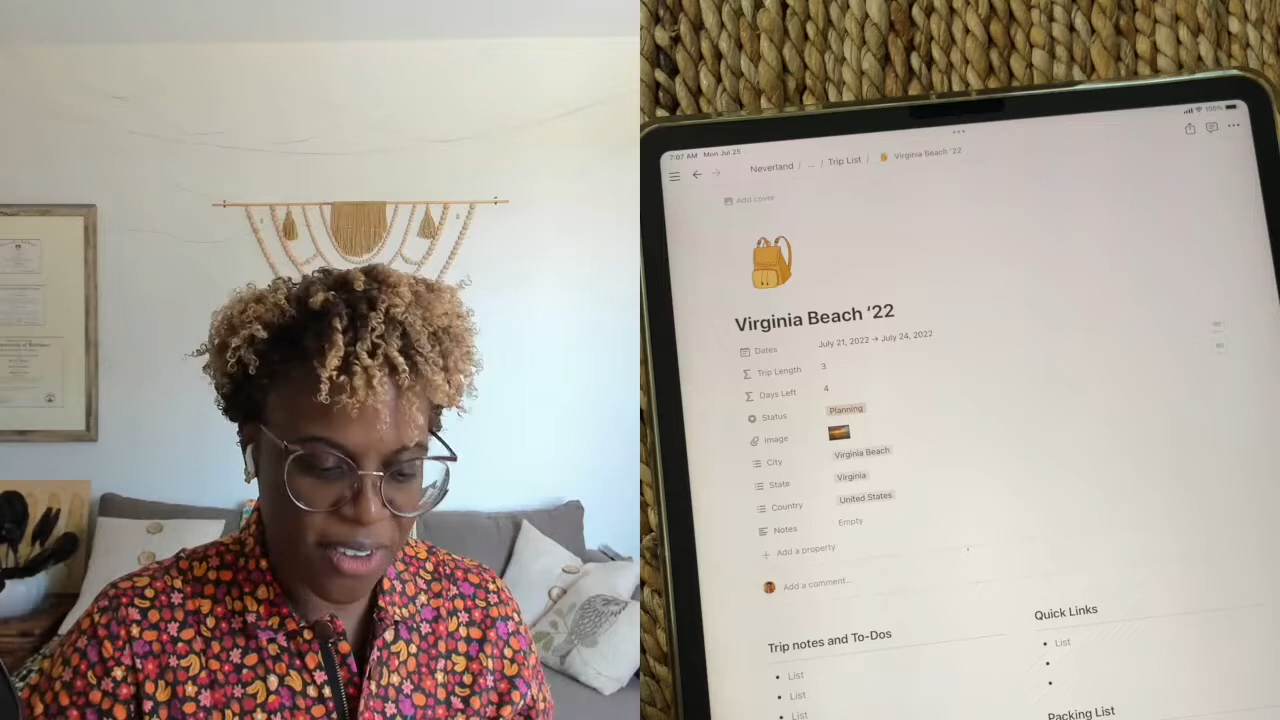 7:07 AM Mon Jul 25
100%
Neverland / ... / Trip List / Virginia Beach '22
Add cover
Virginia Beach '22
Dates July 21, 2022 → July 24, 2022
Trip Length 3
Days Left 4
Status Planning
Image
City Virginia Beach
State Virginia
Country United States
Notes Empty
+ Add a property
Add a comment...
Trip notes and To-Dos
• List
• List
• List
Quick Links
• List
•
•
Packing List